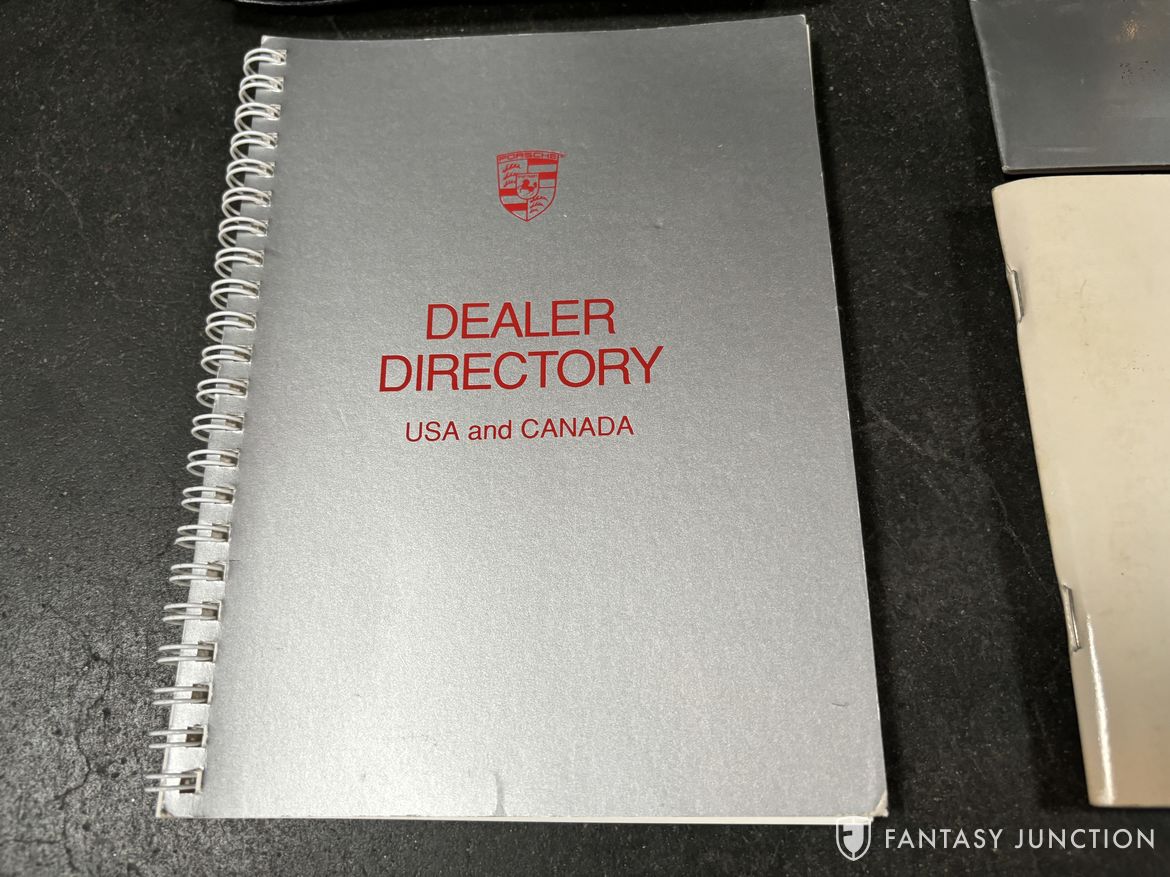 PORSCHE
DEALER
DIRECTORY
USA and CANADA
FANTASY JUNCTION